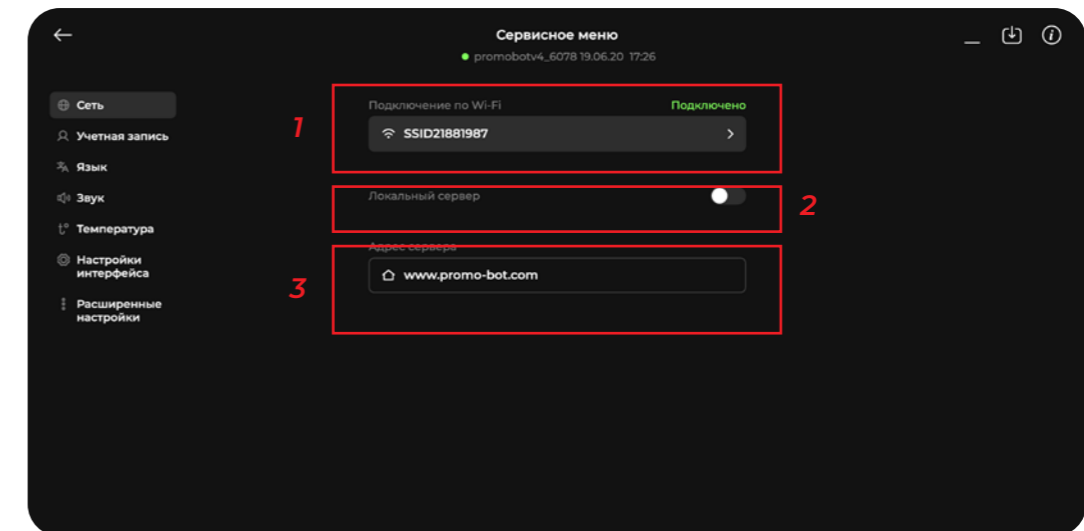 Сервисное меню
promobotv4_6078 19.06.20 17:26
Сеть
Учетная запись
Язык
Звук
Температура
Настройки
интерфейса
Расширенные
настройки
1
Подключение по Wi-Fi Подключено
SSID21881987
Локальный сервер
2
Адрес сервера
www.promo-bot.com
3